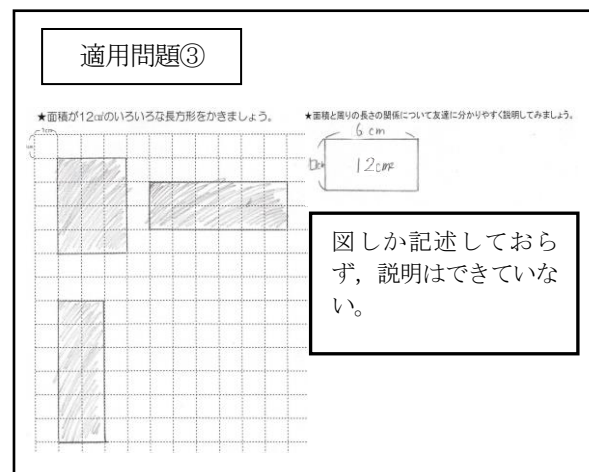 適用問題③
★面積が12㎠のいろいろな長方形をかきましょう。
★面積と周りの長さの関係について友達に分かりやすく説明してみましょう。
6cm
12cm²
図しか記述しておら
ず，説明はできていな
い。